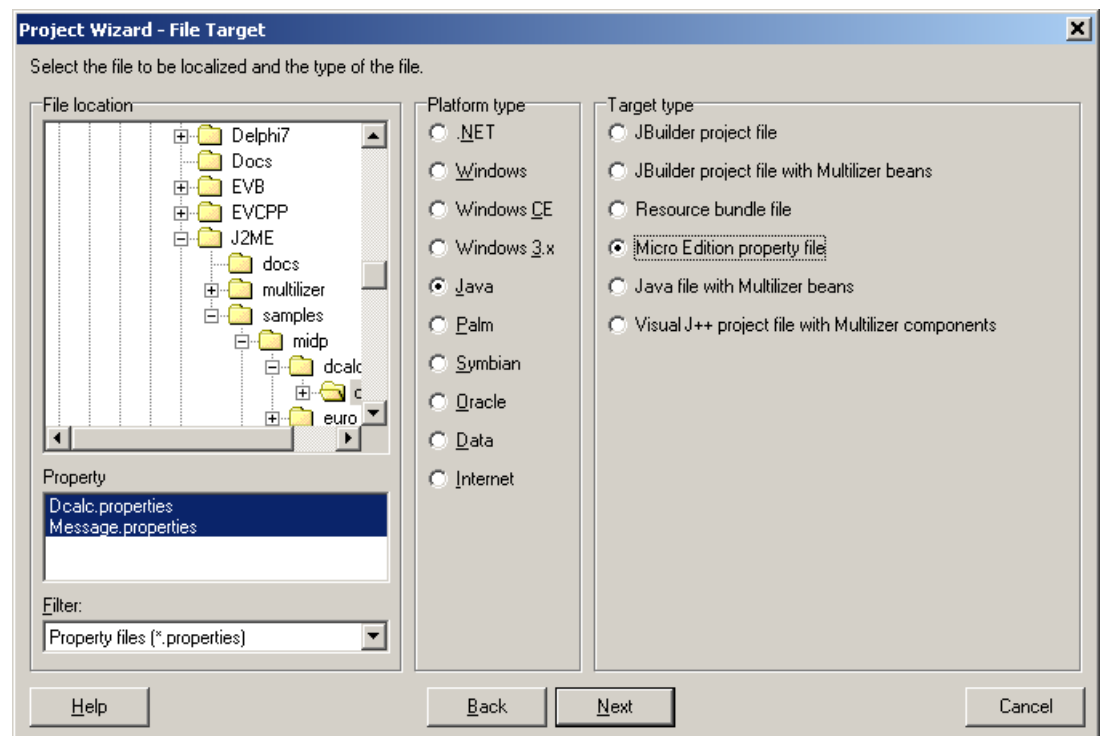 Project Wizard - File Target
Select the file to be localized and the type of the file.
File location
Delphi7
Docs
EVB
EVCPP
J2ME
docs
multilizer
samples
midp
dcalc
euro
Property
Dcalc.properties
Message.properties
Filter:
Property files (*.properties)
Platform type
.NET
Windows
Windows CE
Windows 3.x
Java
Palm
Symbian
Oracle
Data
Internet
Target type
JBuilder project file
JBuilder project file with Multilizer beans
Resource bundle file
Micro Edition property file
Java file with Multilizer beans
Visual J++ project file with Multilizer components
Help
Back
Next
Cancel